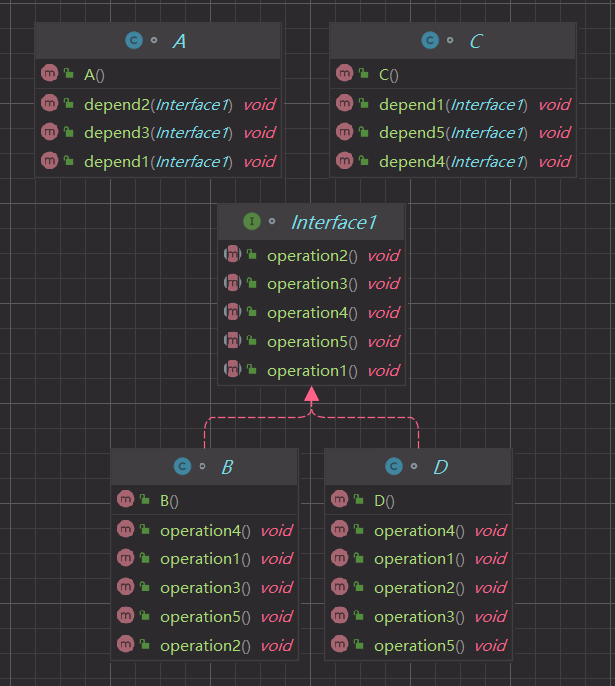 A
A()
depend2(Interface1) void
depend3(Interface1) void
depend1(Interface1) void
C
C()
depend1(Interface1) void
depend5(Interface1) void
depend4(Interface1) void
Interface1
operation2() void
operation3() void
operation4() void
operation5() void
operation1() void
B
B()
operation4() void
operation1() void
operation3() void
operation5() void
operation2() void
D
D()
operation4() void
operation1() void
operation2() void
operation3() void
operation5() void